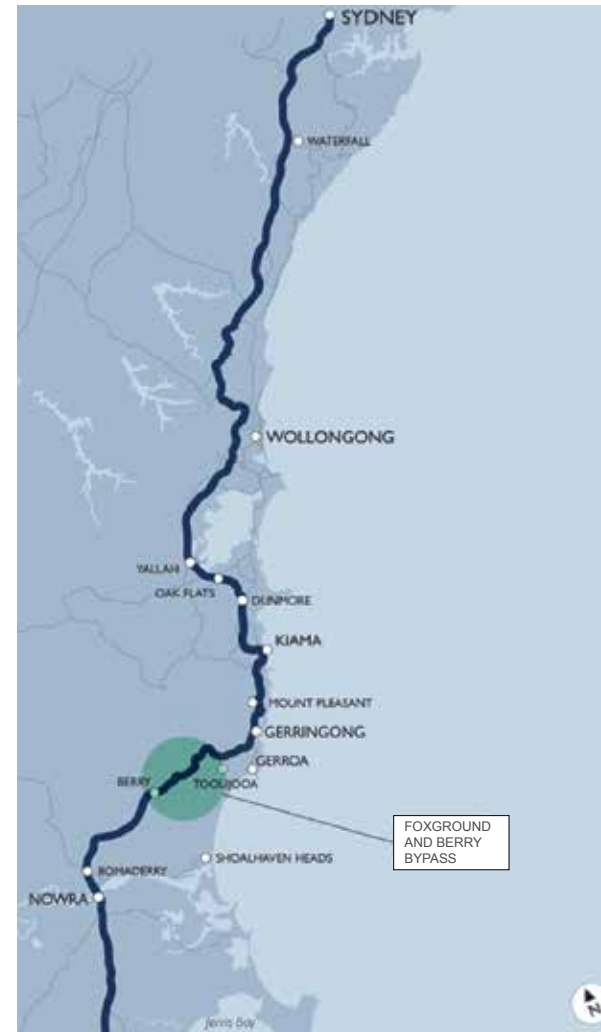 SYDNEY
WATERFALL
WOLLONGONG
YALLAH
OAK FLATS
DUNMORE
KIAMA
MOUNT PLEASANT
GERRINGONG
GERROA
TOOLIJOOA
BERRY
FOXGROUND
AND BERRY
BYPASS
SHOALHAVEN HEADS
BOMADERRY
NOWRA
Jervis Bay
N